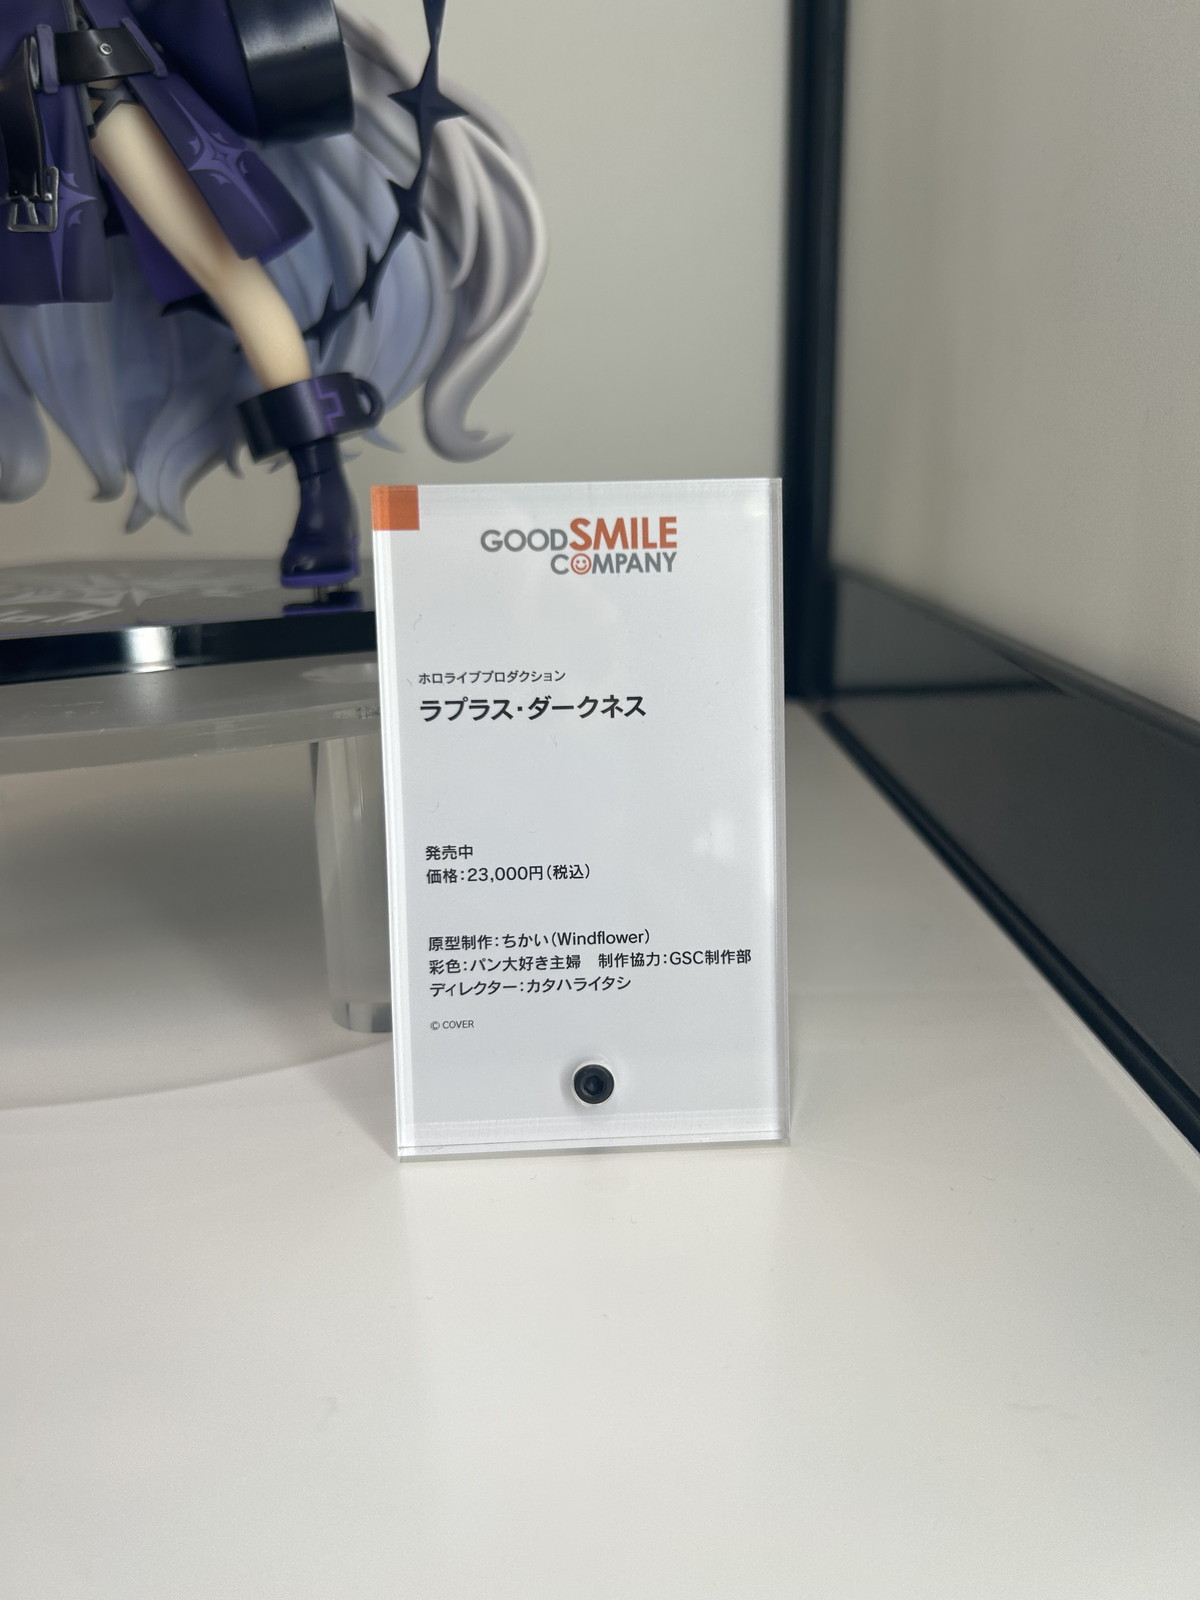 GOOD SMILE
COMPANY
ホロライブプロダクション
ラプラス・ダークネス
発売中
価格：23,000円（税込）
原型制作：ちかい（Windflower）
彩色：パン大好き主婦　制作協力：GSC制作部
ディレクター：カタハライタシ
© COVER